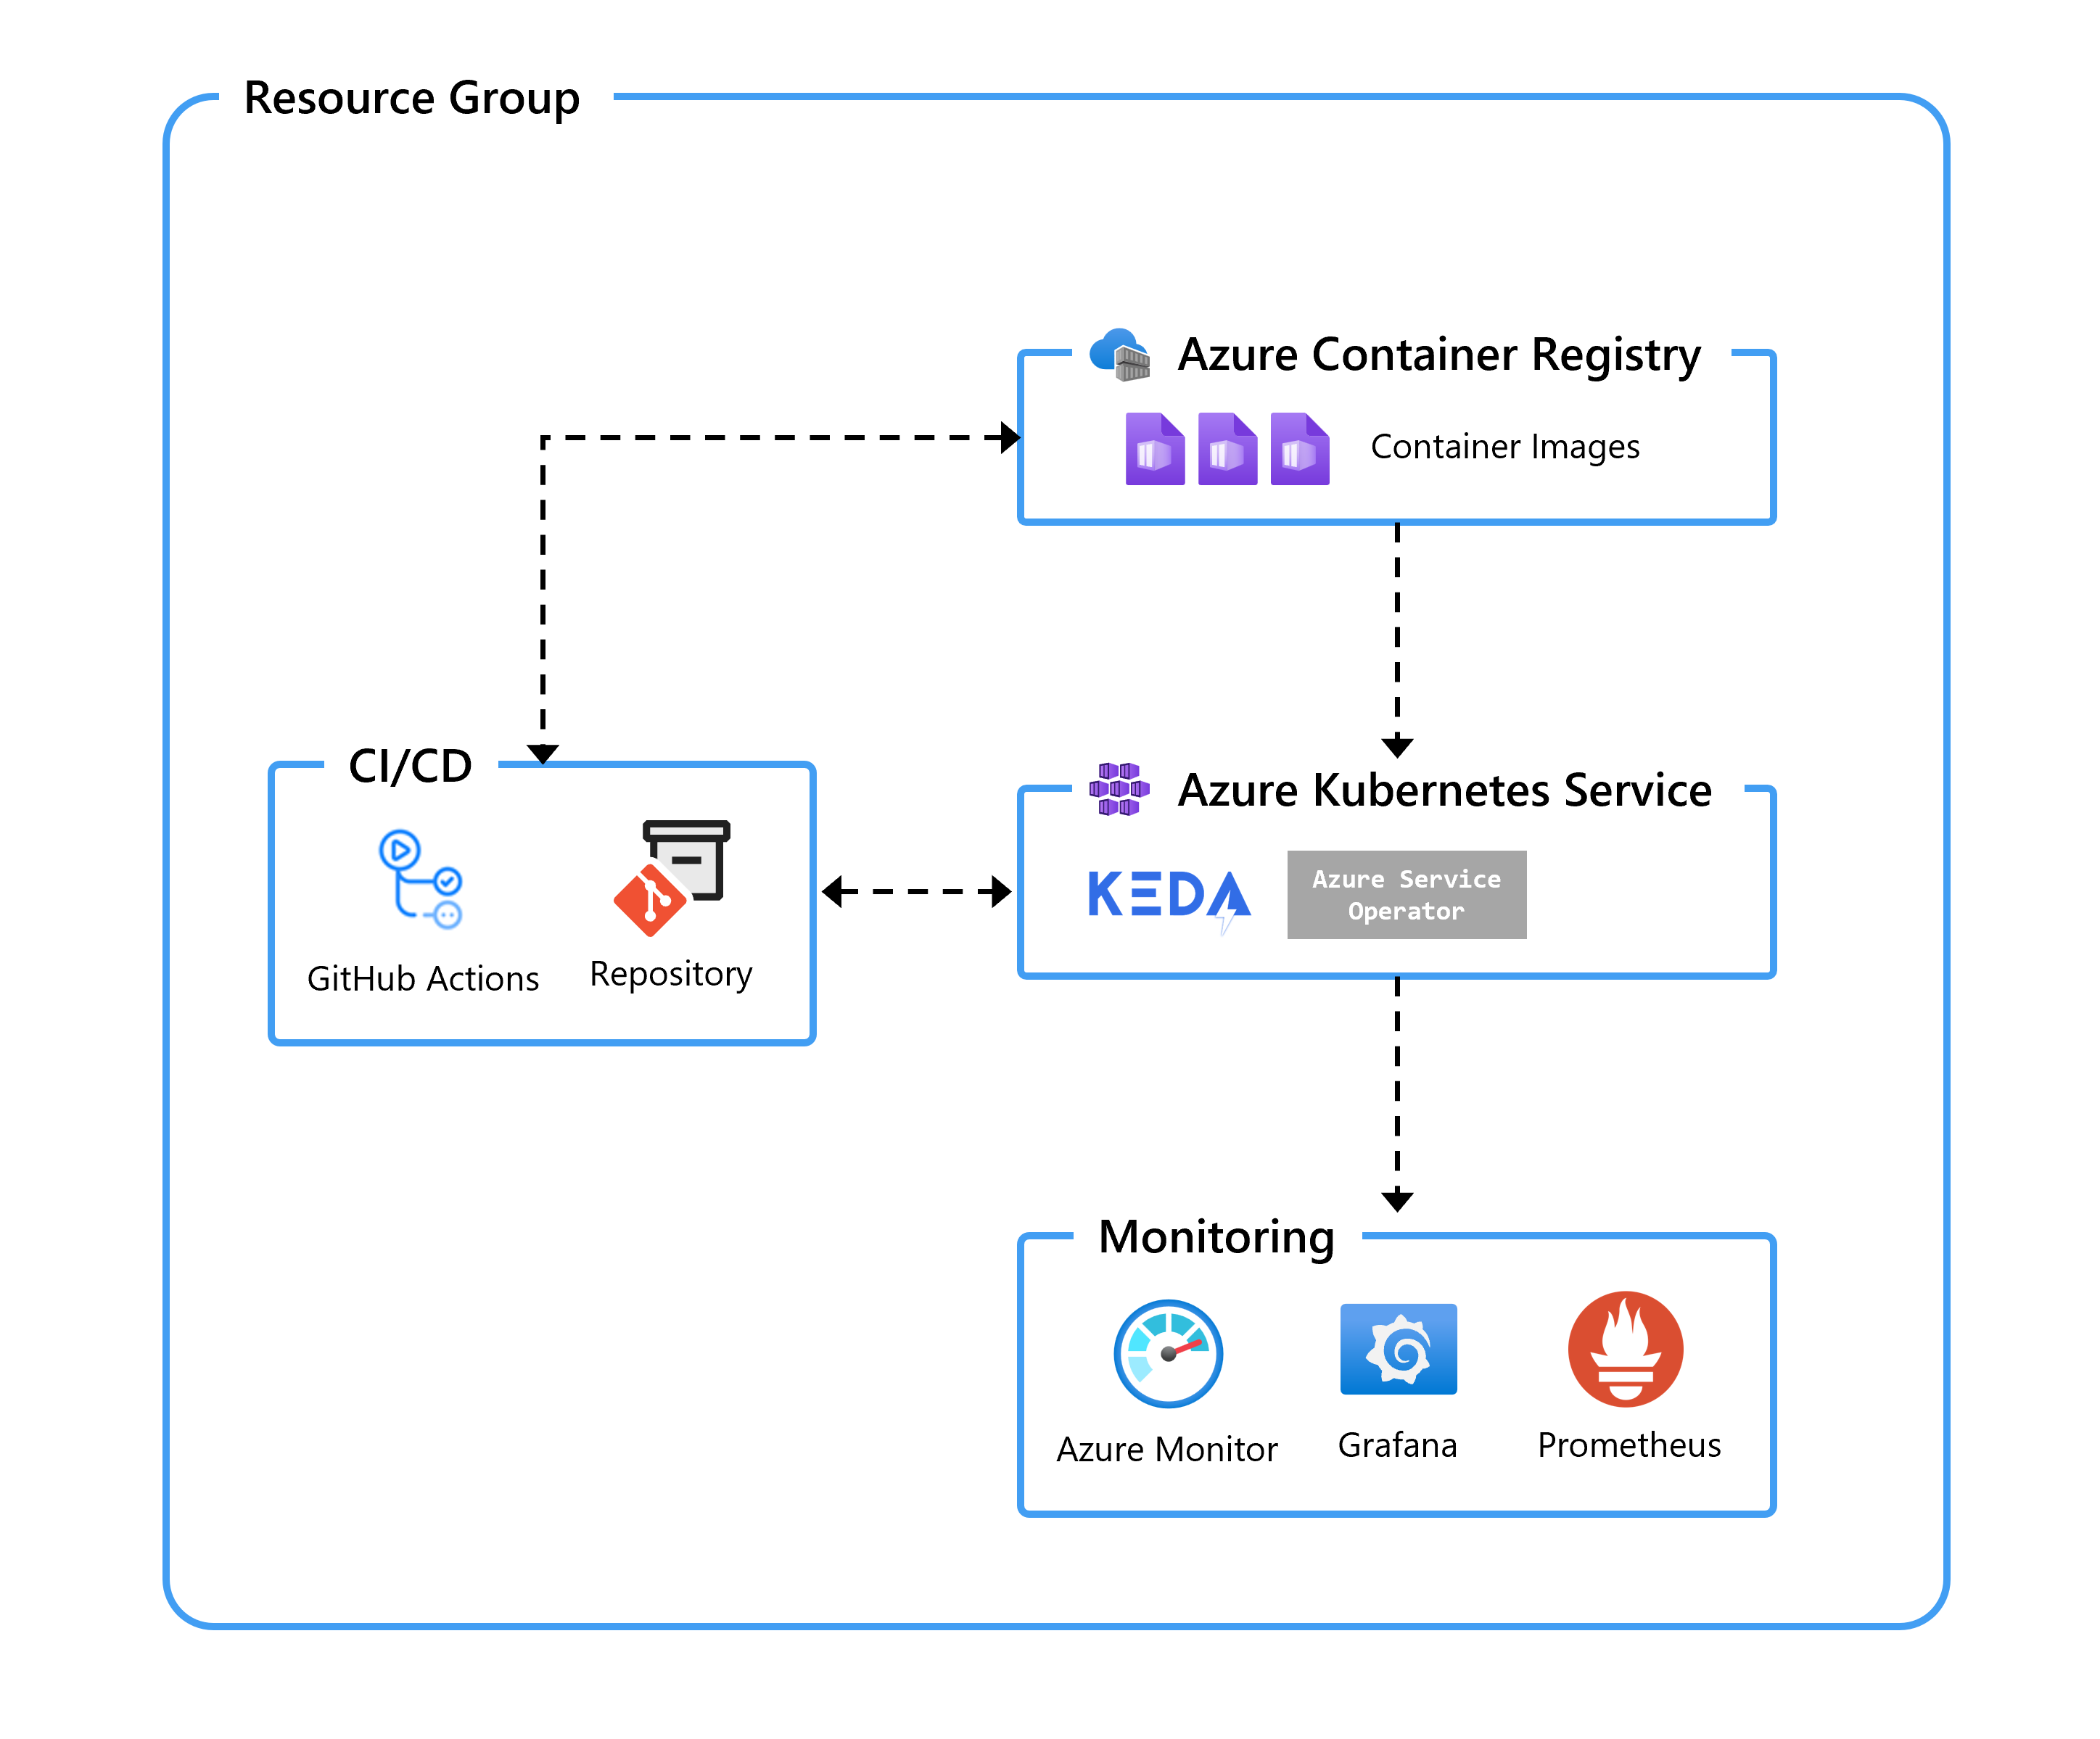 Resource Group
Azure Container Registry
Container Images
CI/CD
GitHub Actions
Repository
Azure Kubernetes Service
KEDA
Azure Service
Operator
Monitoring
Azure Monitor
Grafana
Prometheus